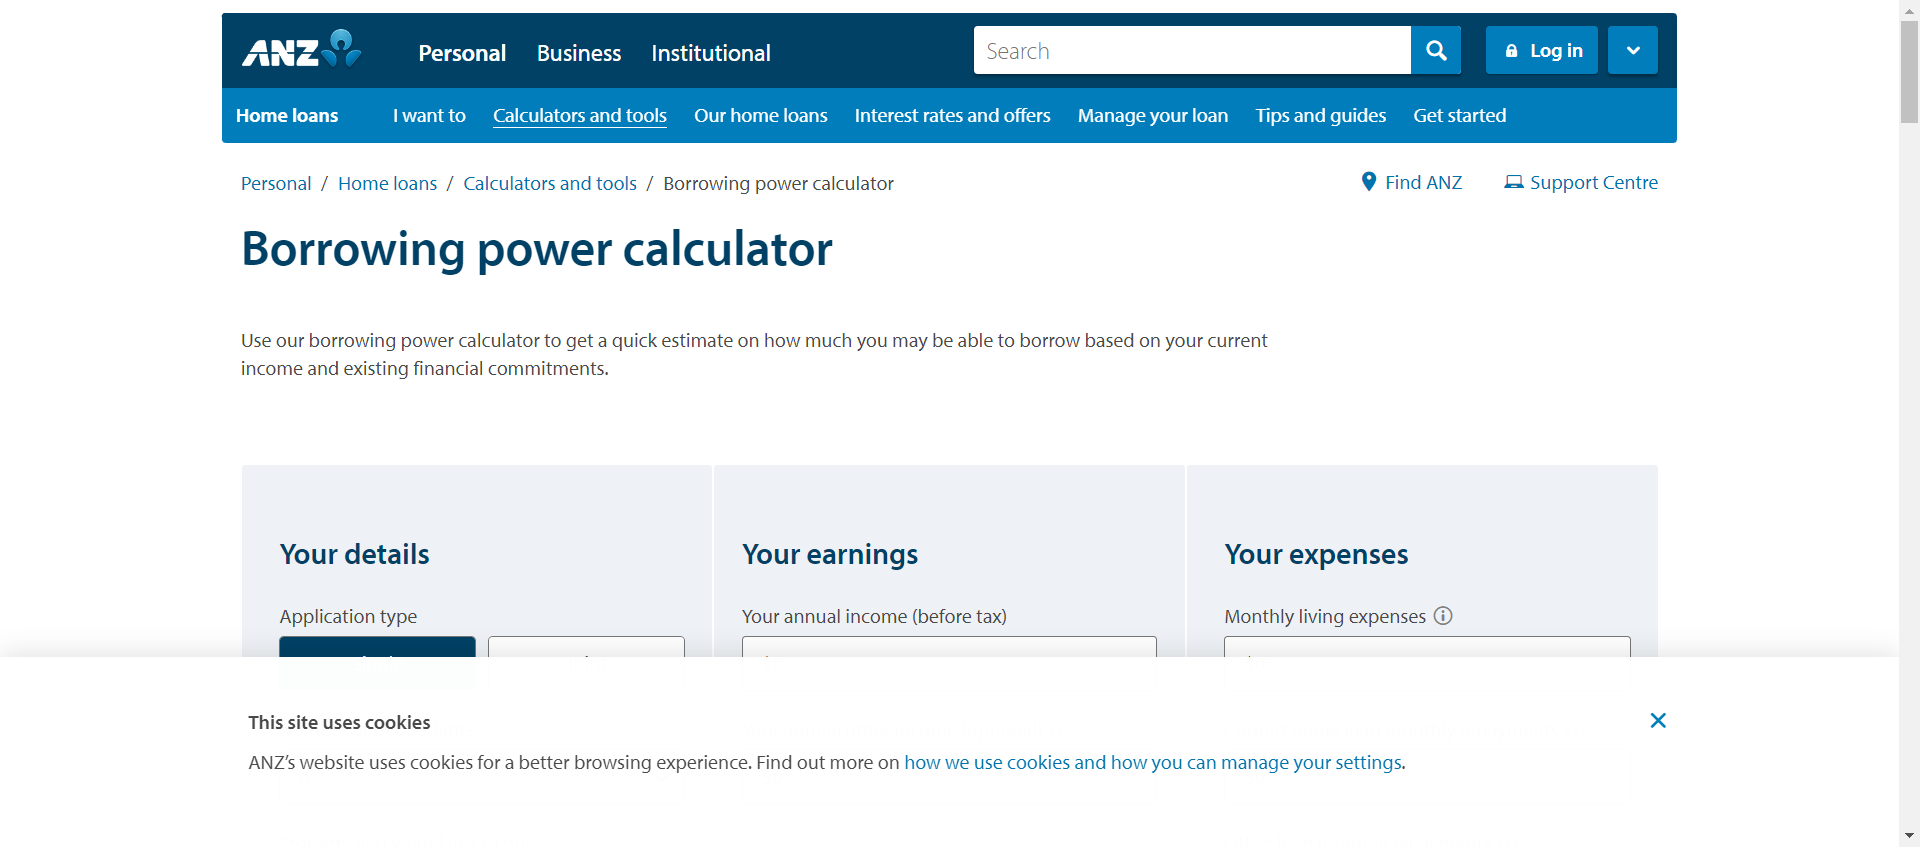 ANZ
Personal Business Institutional
Search
Log in
Home loans I want to Calculators and tools Our home loans Interest rates and offers Manage your loan Tips and guides Get started
Personal / Home loans / Calculators and tools / Borrowing power calculator
Find ANZ Support Centre
Borrowing power calculator
Use our borrowing power calculator to get a quick estimate on how much you may be able to borrow based on your current
income and existing financial commitments.
Your details
Application type
Your earnings
Your annual income (before tax)
Your expenses
Monthly living expenses
This site uses cookies
ANZ’s website uses cookies for a better browsing experience. Find out more on how we use cookies and how you can manage your settings.